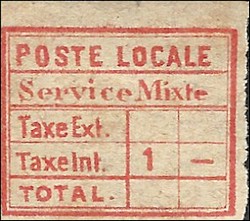 POSTE LOCALE
Service Mixte
Taxe Ext.
Taxe Int. 1 —
TOTAL.